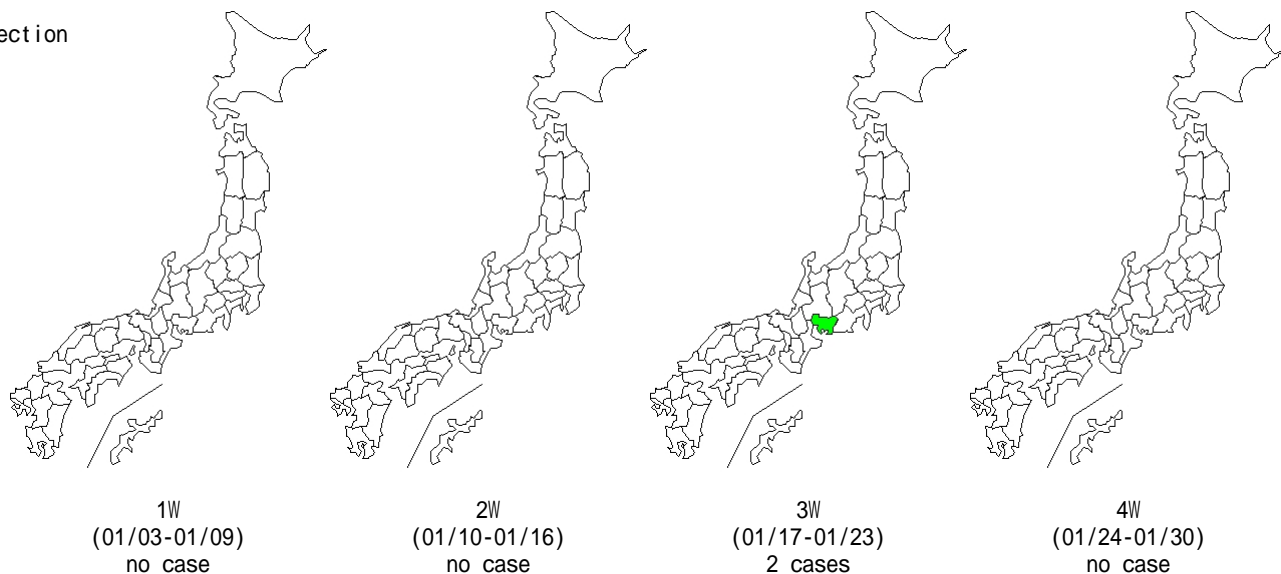 ection
1W
(01/03-01/09)
no case
2W
(01/10-01/16)
no case
3W
(01/17-01/23)
2 cases
4W
(01/24-01/30)
no case